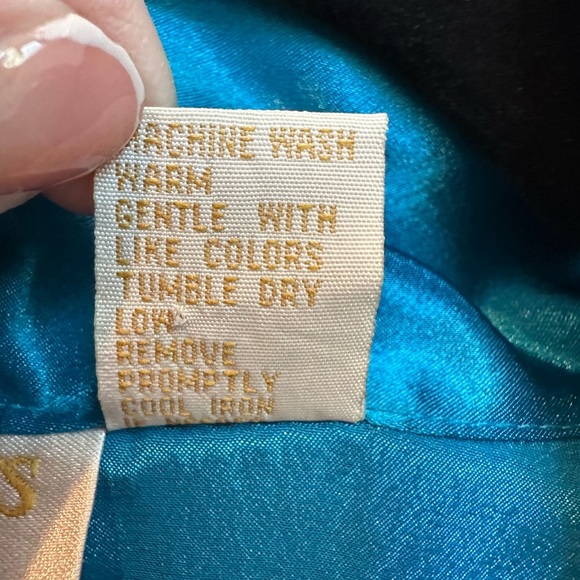 MACHINE WASH
WARM
GENTLE WITH
LIKE COLORS
TUMBLE DRY
LOW
REMOVE
PROMPTLY
COOL IRON
S